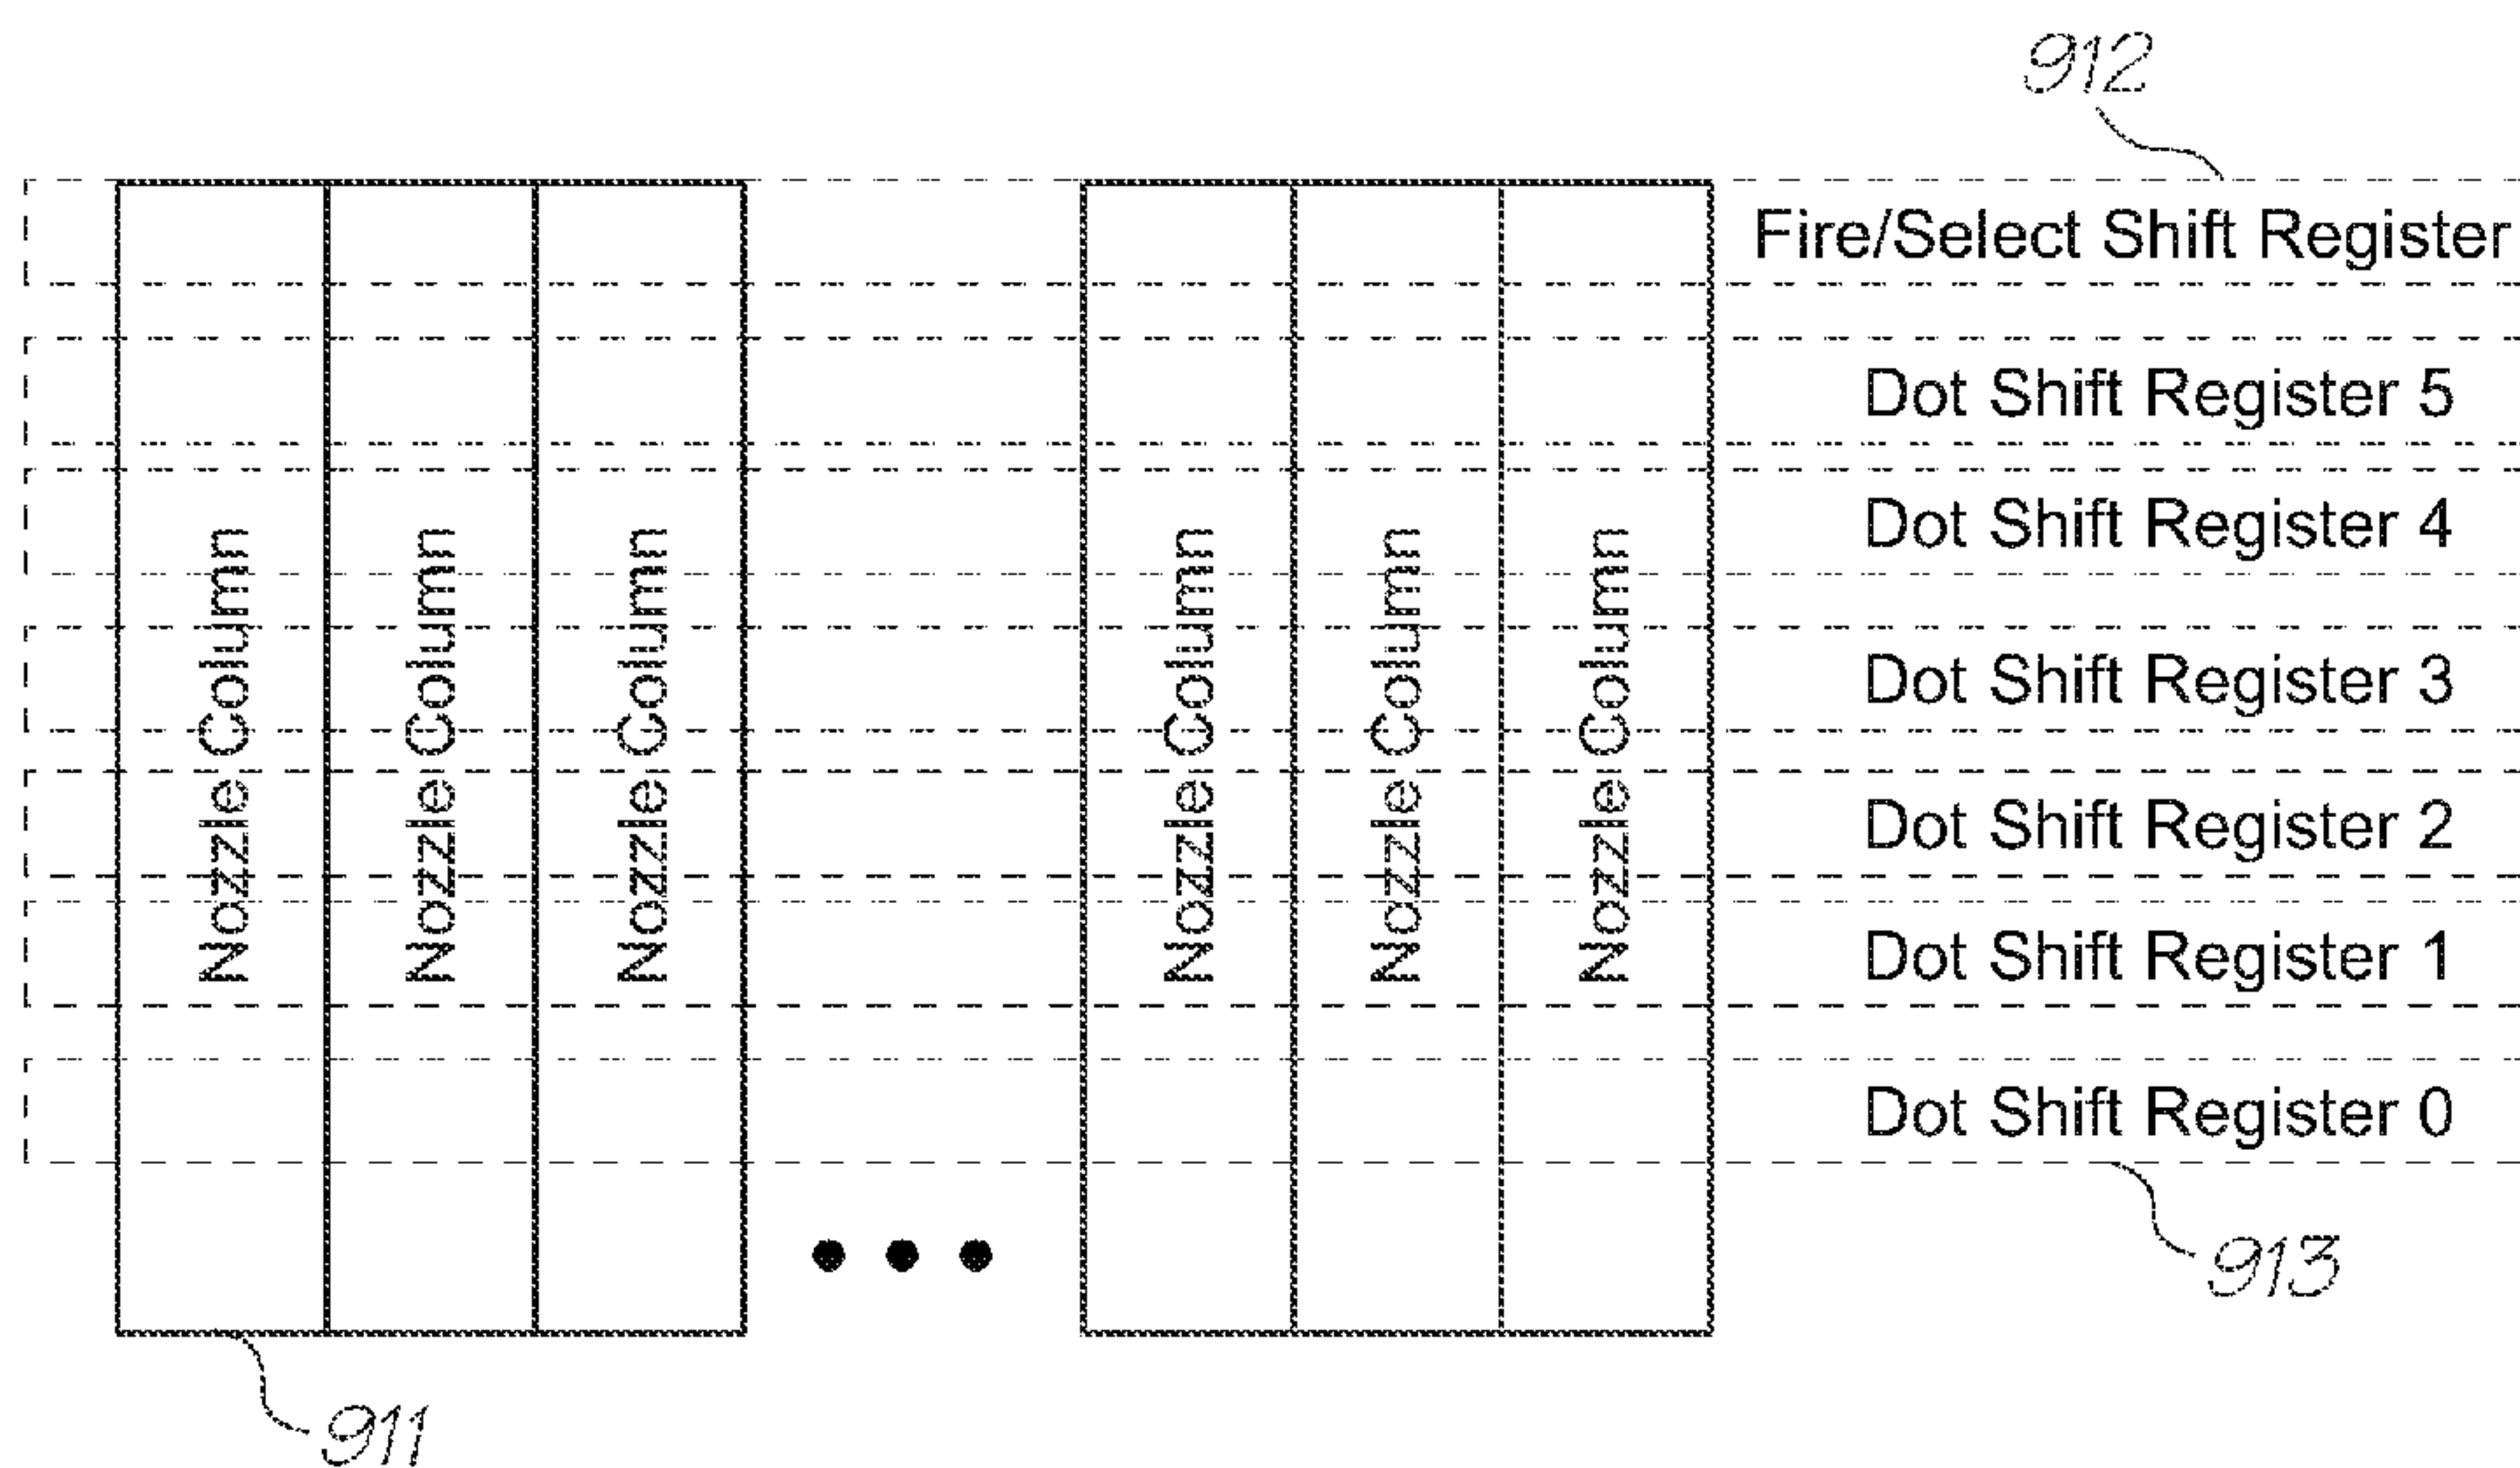 912
Fire/Select Shift Register
Dot Shift Register 5
Dot Shift Register 4
Dot Shift Register 3
Dot Shift Register 2
Dot Shift Register 1
Dot Shift Register 0
Nozzle Column
Nozzle Column
Nozzle Column
Nozzle Column
Nozzle Column
Nozzle Column
913
911